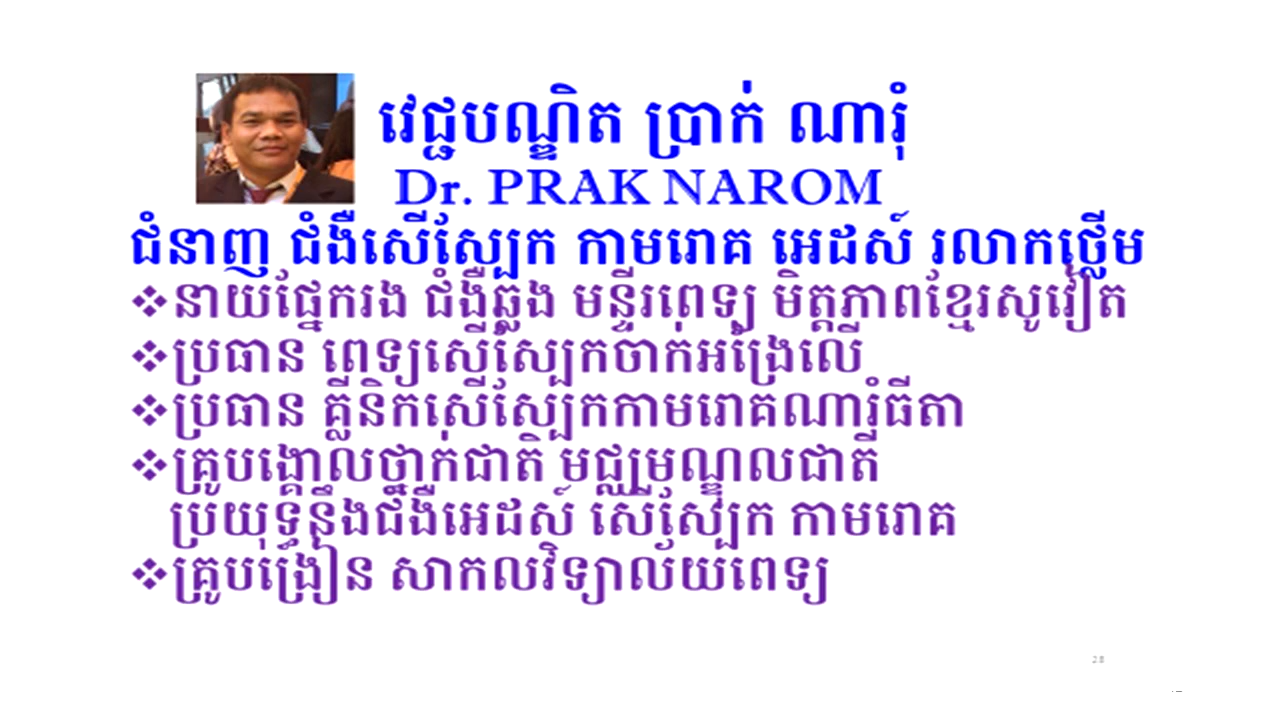 វេជ្ជបណ្ឌិត ប្រាក់ ណារុំ
Dr. PRAK NAROM
ជំនាញ ជំងឺសើស្បែក កាមរោគ អេដស៍ រលាកថ្លើម
❖នាយផ្នែករង ជំងឺឆ្លង មន្ទីរពេទ្យ មិត្តភាពខ្មែរសូវៀត
❖ប្រធាន ពេទ្យសើស្បែកចាក់អង្រែលើ
❖ប្រធាន គ្លីនិកសើស្បែកកាមរោគណារុំធីតា
❖គ្រូបង្គោលថ្នាក់ជាតិ មជ្ឈមណ្ឌលជាតិ
ប្រយុទ្ធនឹងជំងឺអេដស៍ សើស្បែក កាមរោគ
❖គ្រូបង្រៀន សាកលវិទ្យាល័យពេទ្យ
28